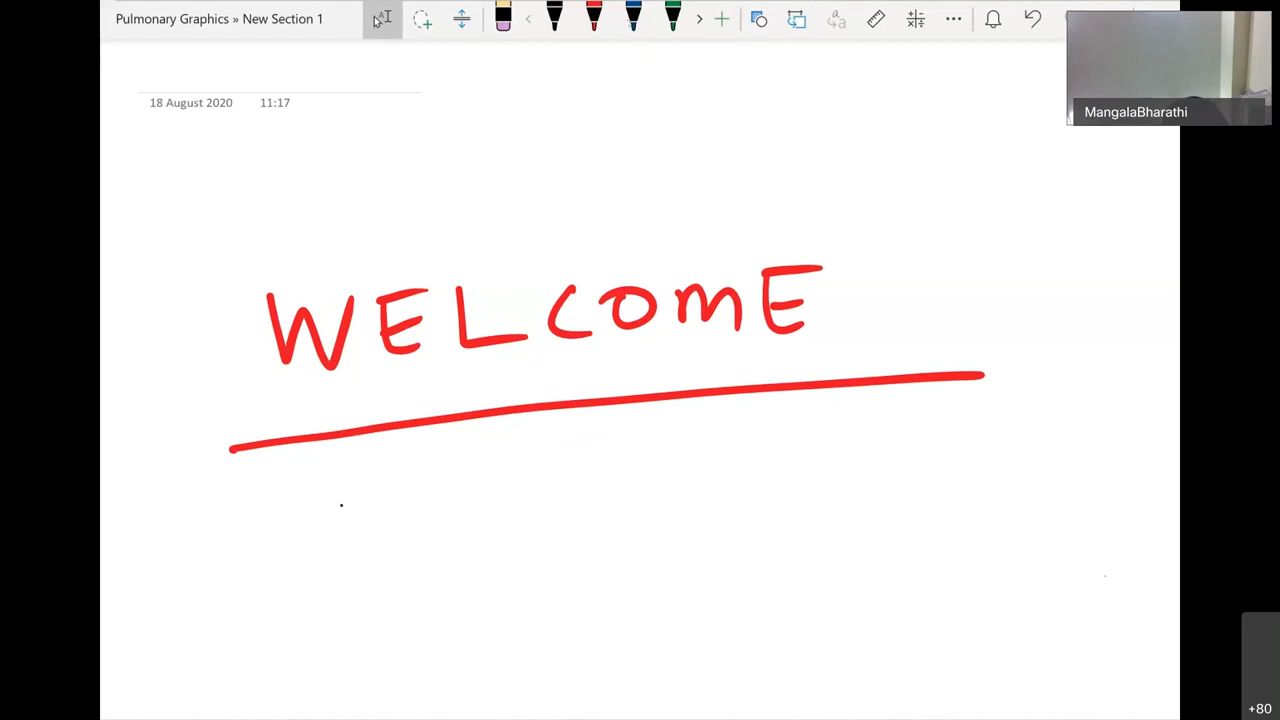 Pulmonary Graphics » New Section 1
MangalaBharathi
18 August 2020 11:17
WELCOME
+80